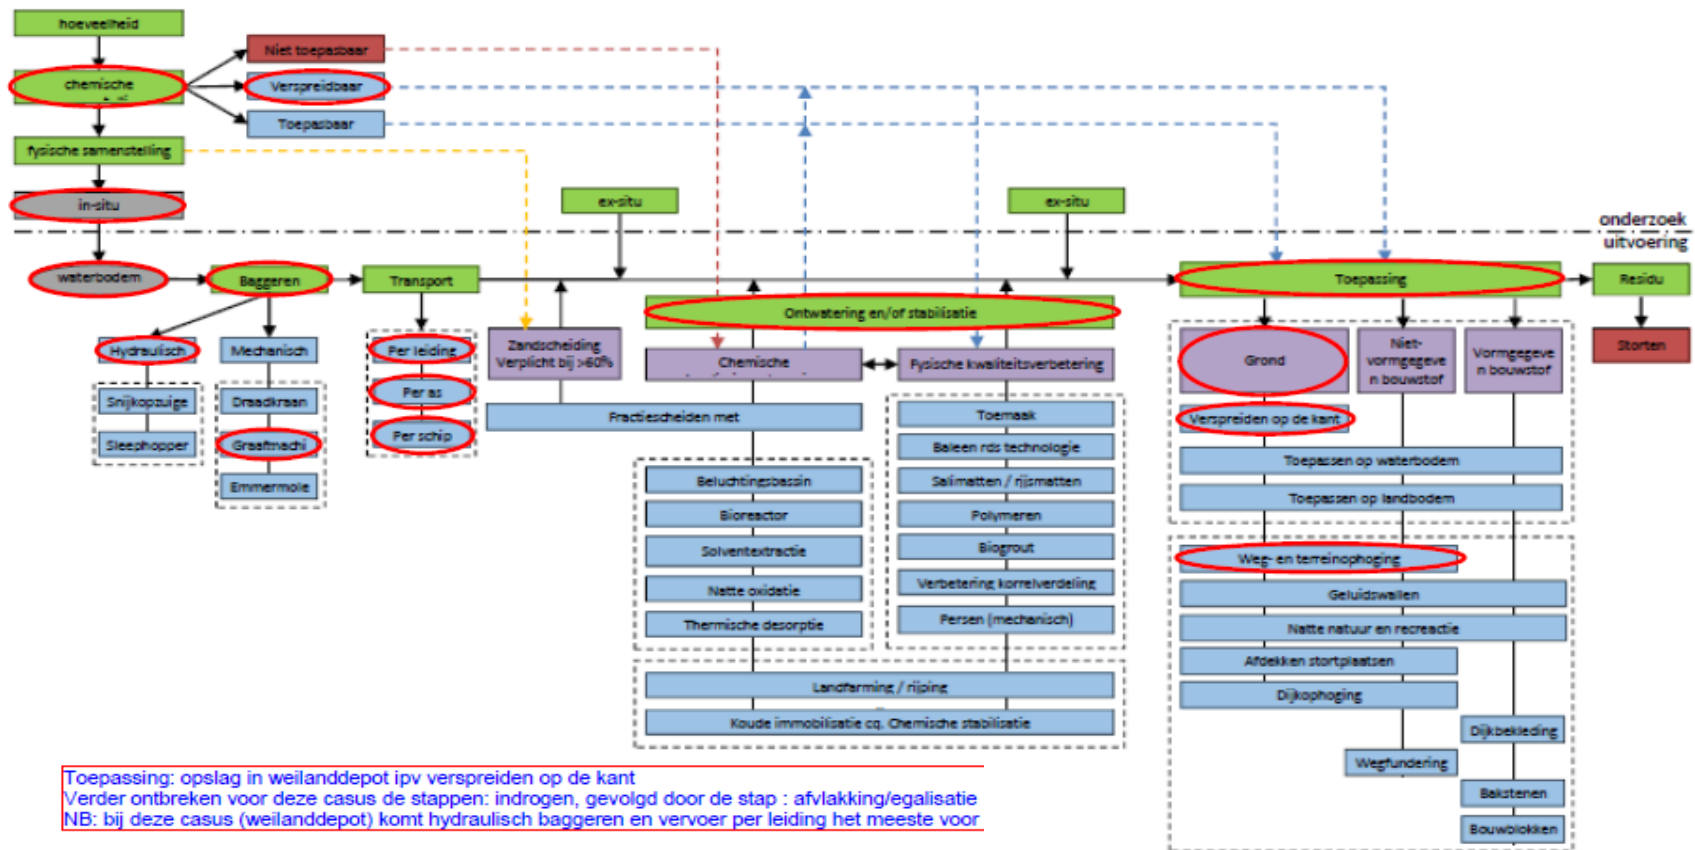 hoeveelheid
Niet toepasbaar
chemische
Verspreidbaar
Toepasbaar
fysische samenstelling
in-situ
ex-situ
ex-situ
onderzoek
uitvoering
waterbodem
Baggeren
Transport
Toepassing
Residu
Ontwatering en/of stabilisatie
Hydraulisch
Mechanisch
Per leiding
Zandscheiding
Verplicht bij >60%
Chemische
Fysische kwaliteitsverbetering
Grond
Niet-
vormgegeve
n bouwstof
Vormgegeve
n bouwstof
Storten
Snijkopzuige
Draadkraan
Per as
Fractiescheiden met
Toemaak
Verspreiden op de kant
Sleephopper
Graafmachi
Per schip
Baleen rds technologie
Toepassen op waterbodem
Emmermole
Beluchtingsbassin
Salimatten / rijsmatten
Toepassen op landbodem
Bioreactor
Polymeren
Solventextractie
Biogrout
Weg- en terreinophoging
Natte oxidatie
Verbetering korrelverdeling
Geluidswallen
Thermische desorptie
Persen (mechanisch)
Natte natuur en recreactie
Afdekken stortplaatsen
Landfarming / rijping
Dijkophoging
Koude immobilisatie cq. Chemische stabilisatie
Dijkbekleding
Wegfundering
Bakstenen
Bouwblokken
Toepassing: opslag in weilanddepot ipv verspreiden op de kant
Verder ontbreken voor deze casus de stappen: indrogen, gevolgd door de stap : afvlakking/egalisatie
NB: bij deze casus (weilanddepot) komt hydraulisch baggeren en vervoer per leiding het meeste voor